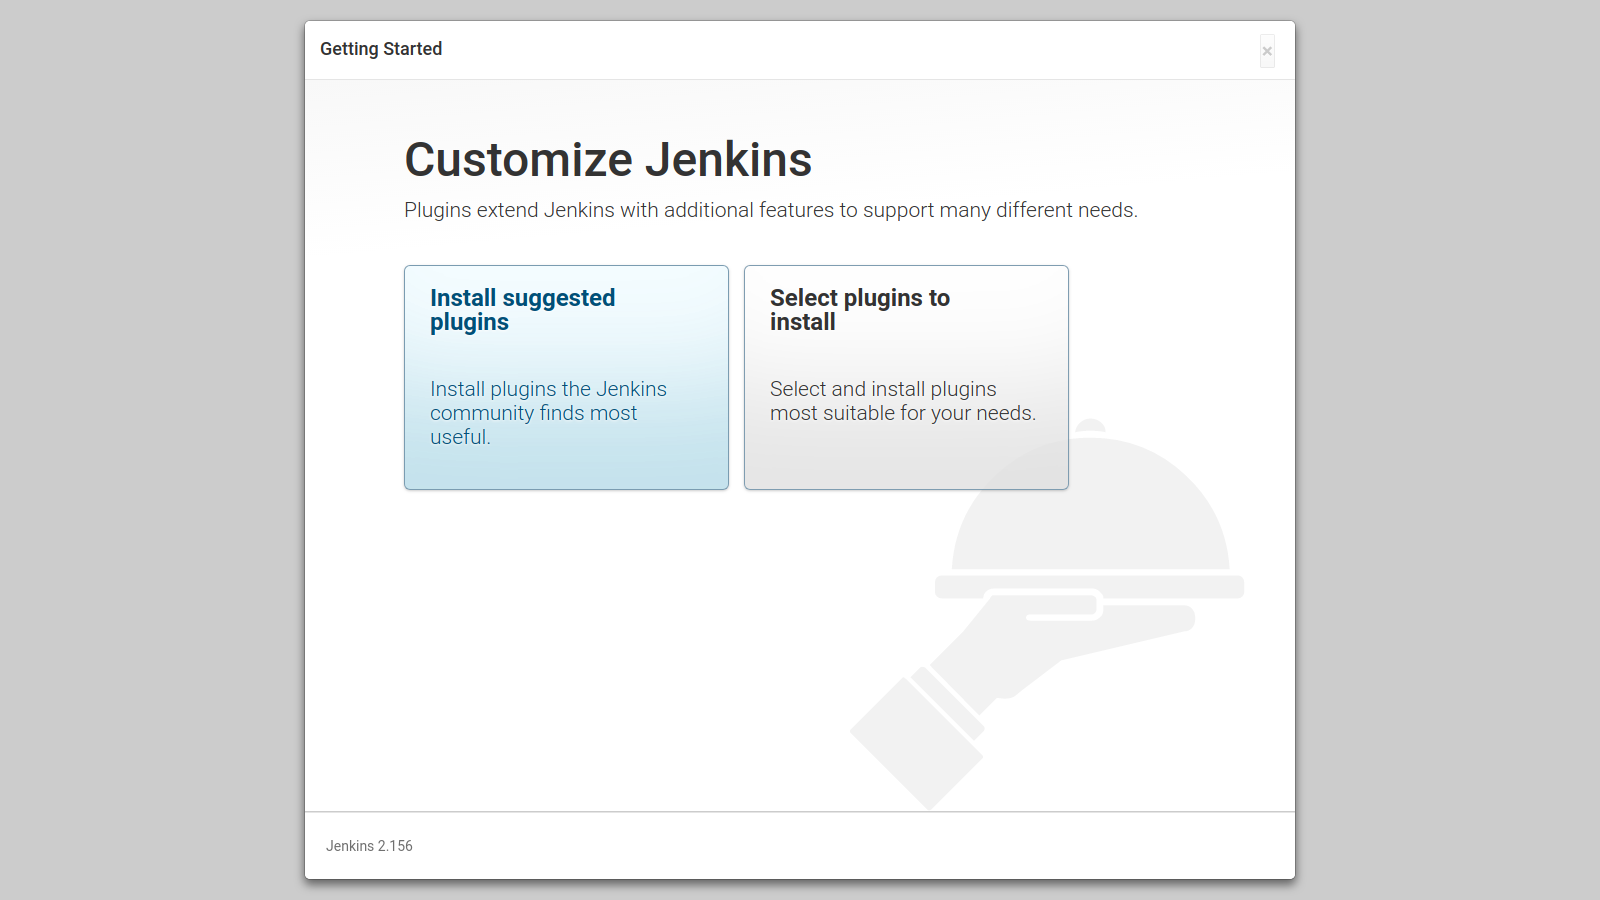 Getting Started
×
Customize Jenkins
Plugins extend Jenkins with additional features to support many different needs.
Install suggested
plugins
Install plugins the Jenkins
community finds most
useful.
Select plugins to
install
Select and install plugins
most suitable for your needs.
Jenkins 2.156